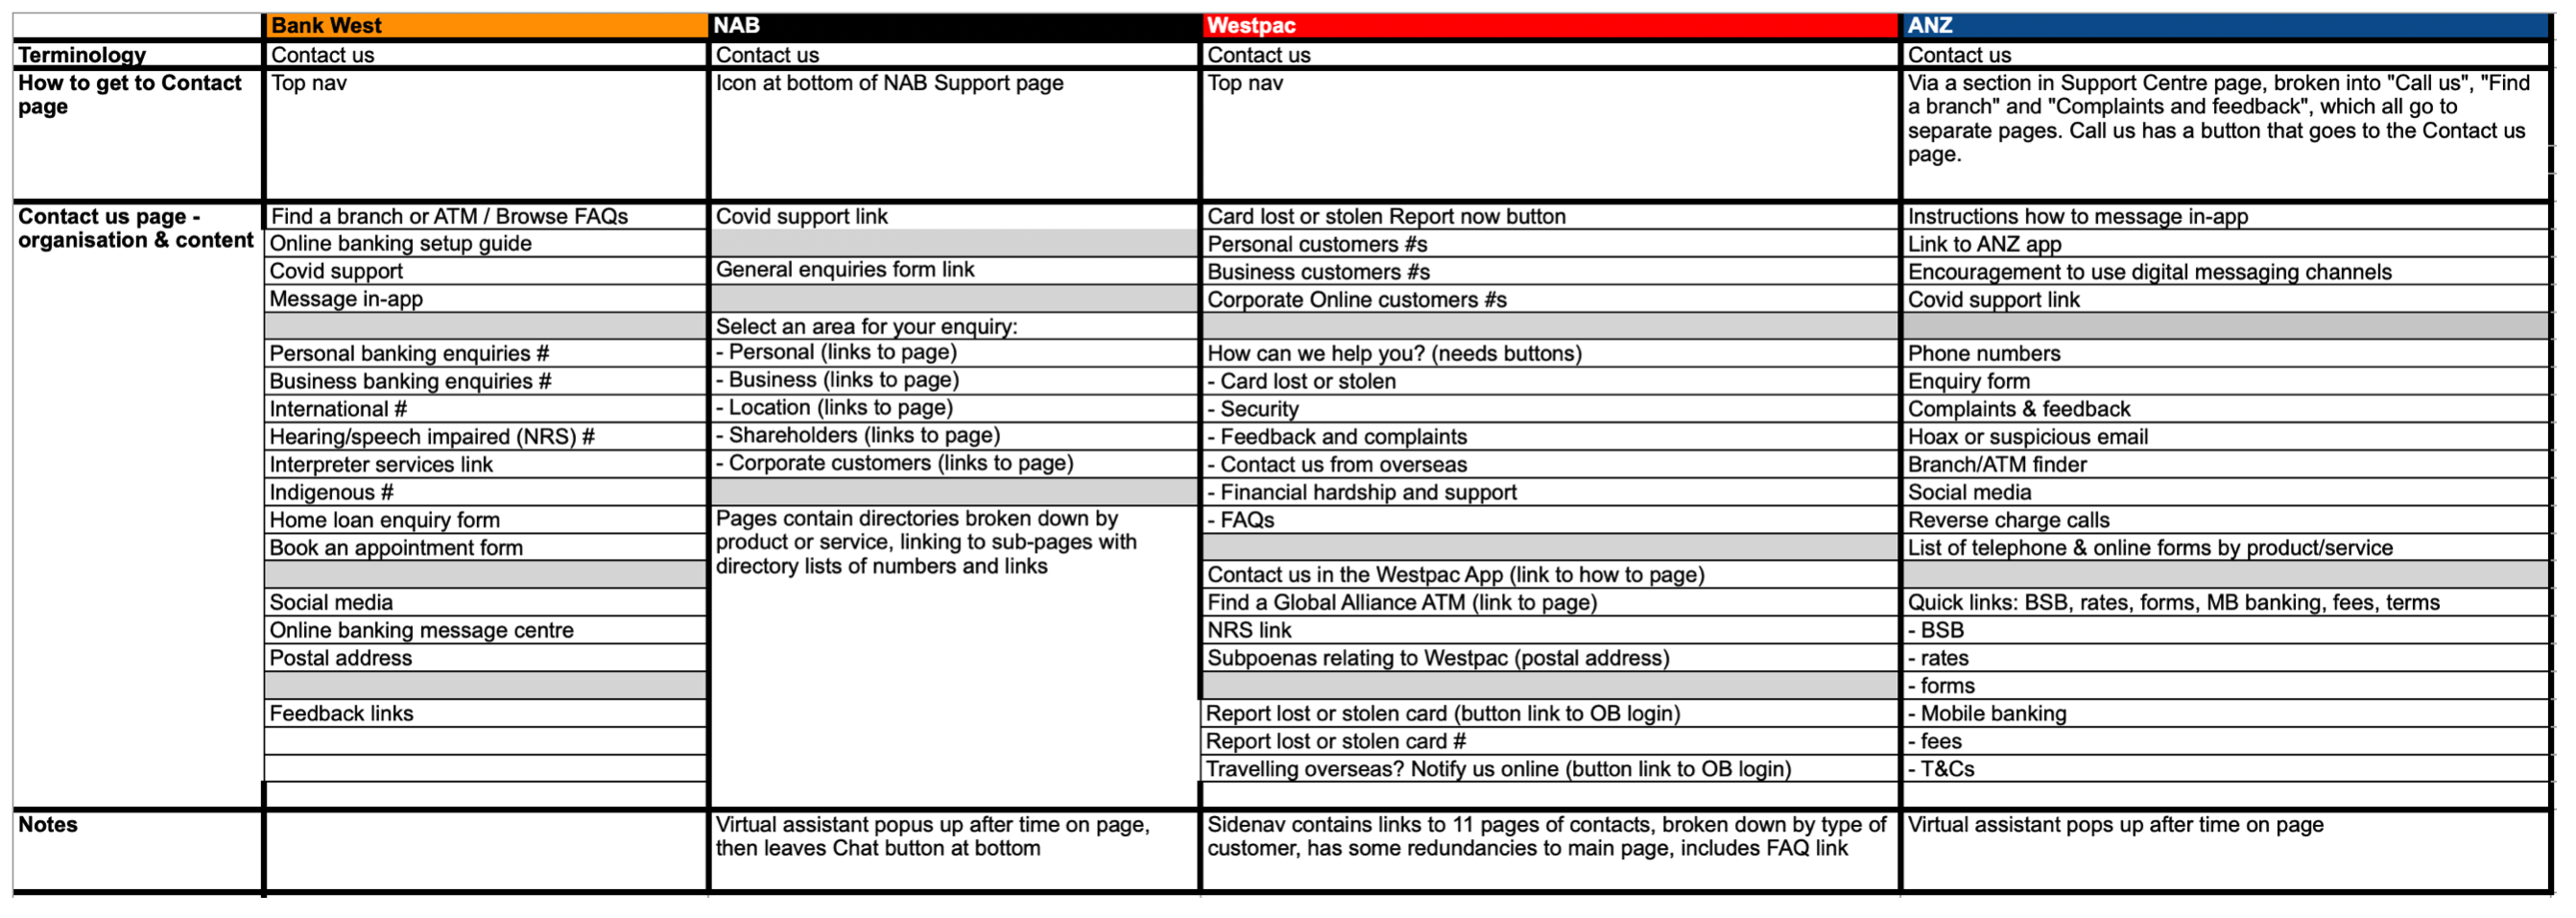 Bank West
NAB
Westpac
ANZ
Terminology
Contact us
Contact us
Contact us
Contact us
How to get to Contact
page
Top nav
Icon at bottom of NAB Support page
Top nav
Via a section in Support Centre page, broken into "Call us", "Find
a branch" and "Complaints and feedback", which all go to
separate pages. Call us has a button that goes to the Contact us
page.
Contact us page -
organisation & content
Find a branch or ATM / Browse FAQs
Online banking setup guide
Covid support
Message in-app
Personal banking enquiries #
Business banking enquiries #
International #
Hearing/speech impaired (NRS) #
Interpreter services link
Indigenous #
Home loan enquiry form
Book an appointment form
Social media
Online banking message centre
Postal address
Feedback links
Covid support link
General enquiries form link
Select an area for your enquiry:
- Personal (links to page)
- Business (links to page)
- Location (links to page)
- Shareholders (links to page)
- Corporate customers (links to page)
Pages contain directories broken down by
product or service, linking to sub-pages with
directory lists of numbers and links
Card lost or stolen Report now button
Personal customers #s
Business customers #s
Corporate Online customers #s
How can we help you? (needs buttons)
- Card lost or stolen
- Security
- Feedback and complaints
- Contact us from overseas
- Financial hardship and support
- FAQs
Contact us in the Westpac App (link to how to page)
Find a Global Alliance ATM (link to page)
NRS link
Subpoenas relating to Westpac (postal address)
Report lost or stolen card (button link to OB login)
Report lost or stolen card #
Travelling overseas? Notify us online (button link to OB login)
Instructions how to message in-app
Link to ANZ app
Encouragement to use digital messaging channels
Covid support link
Phone numbers
Enquiry form
Complaints & feedback
Hoax or suspicious email
Branch/ATM finder
Social media
Reverse charge calls
List of telephone & online forms by product/service
Quick links: BSB, rates, forms, MB banking, fees, terms
- BSB
- rates
- forms
- Mobile banking
- fees
- T&Cs
Notes
Virtual assistant popus up after time on page,
then leaves Chat button at bottom
Sidenav contains links to 11 pages of contacts, broken down by type of
customer, has some redundancies to main page, includes FAQ link
Virtual assistant pops up after time on page